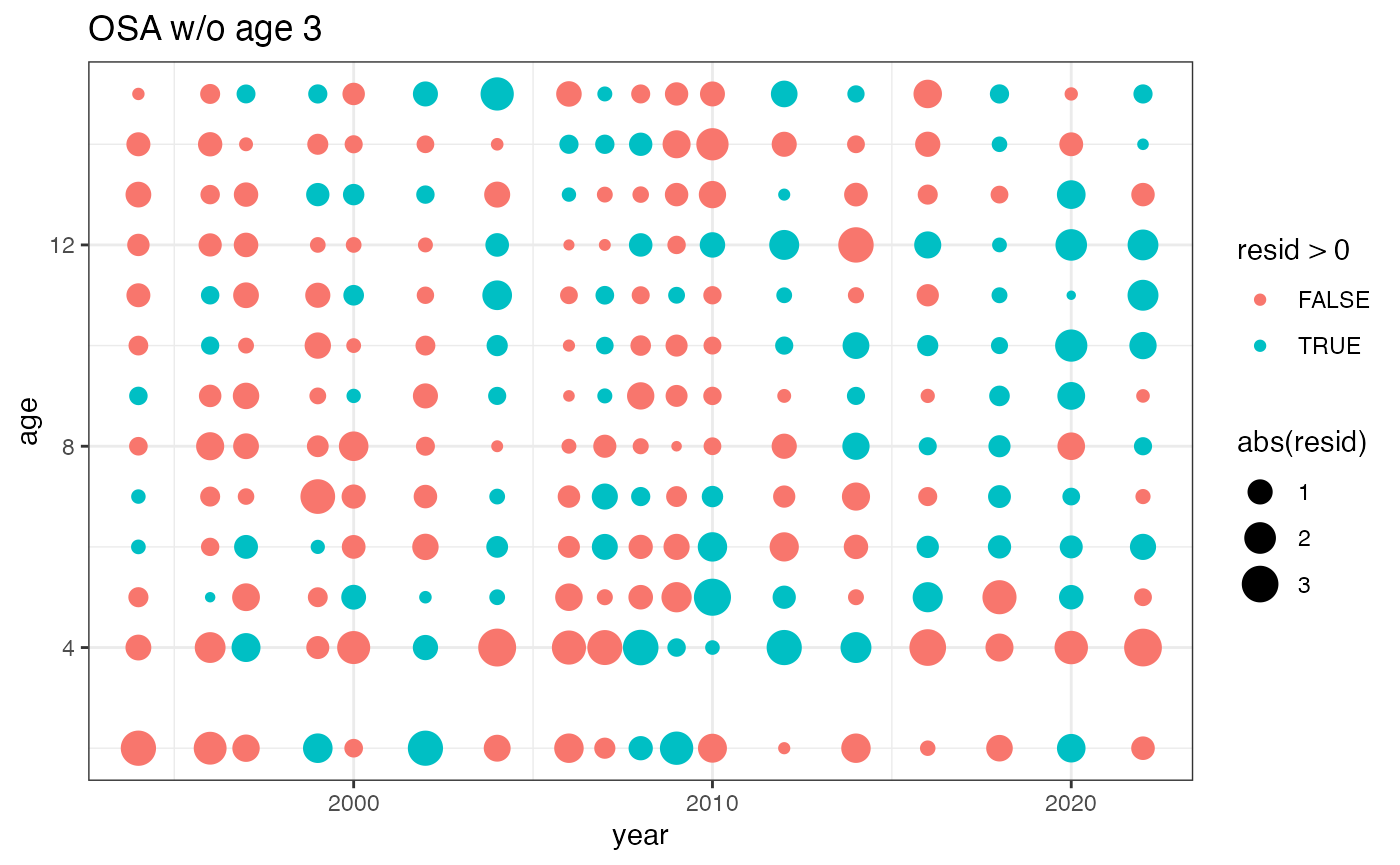 OSA w/o age 3
12
8
4
age
2000
2010
2020
year
resid > 0
FALSE
TRUE
abs(resid)
1
2
3